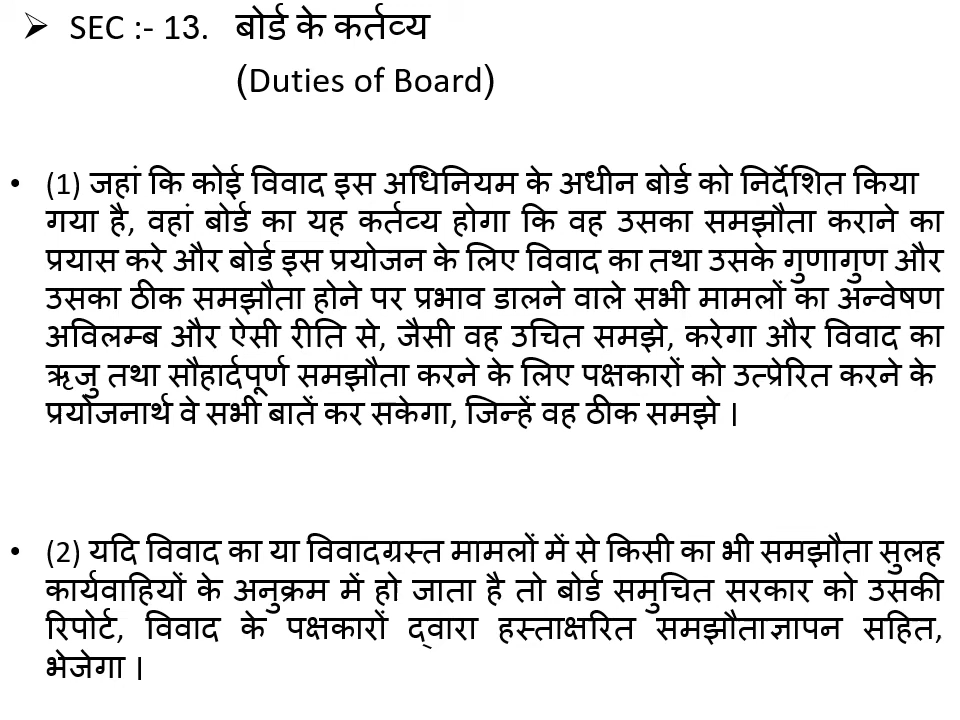 ➢ SEC :- 13. बोर्ड के कर्तव्य
(Duties of Board)
• (1) जहां कि कोई विवाद इस अधिनियम के अधीन बोर्ड को निर्देशित किया
गया है, वहां बोर्ड का यह कर्तव्य होगा कि वह उसका समझौता कराने का
प्रयास करे और बोर्ड इस प्रयोजन के लिए विवाद का तथा उसके गुणागुण और
उसका ठीक समझौता होने पर प्रभाव डालने वाले सभी मामलों का अन्वेषण
अविलम्ब और ऐसी रीति से, जैसी वह उचित समझे, करेगा और विवाद का
ऋजु तथा सौहार्दपूर्ण समझौता करने के लिए पक्षकारों को उत्प्रेरित करने के
प्रयोजनार्थ वे सभी बातें कर सकेगा, जिन्हें वह ठीक समझे ।
• (2) यदि विवाद का या विवादग्रस्त मामलों में से किसी का भी समझौता सुलह
कार्यवाहियों के अनुक्रम में हो जाता है तो बोर्ड समुचित सरकार को उसकी
रिपोर्ट, विवाद के पक्षकारों द्वारा हस्ताक्षरित समझौताज्ञापन सहित,
भेजेगा ।